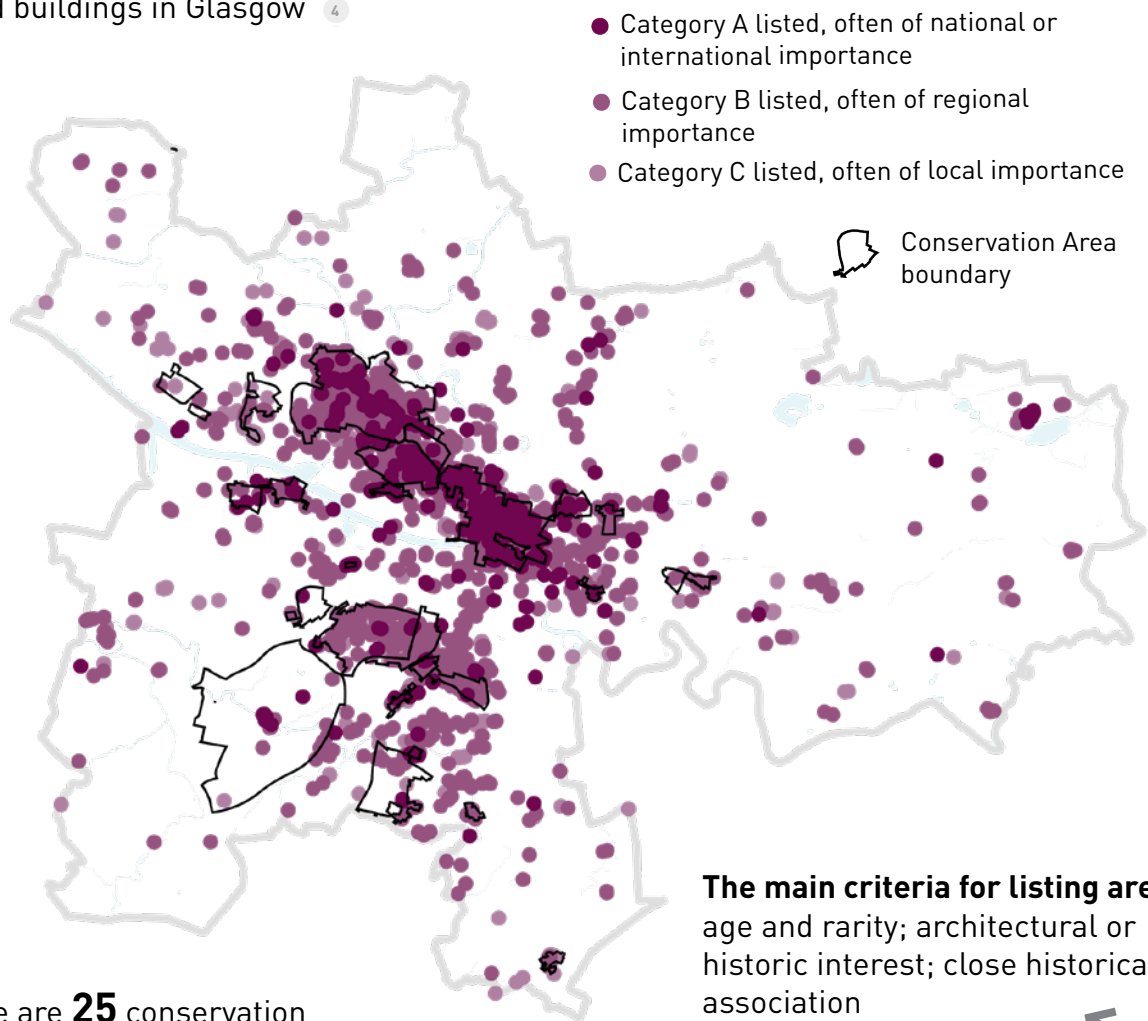 d buildings in Glasgow 4
Category A listed, often of national or
international importance
Category B listed, often of regional
importance
Category C listed, often of local importance
Conservation Area
boundary
The main criteria for listing are
age and rarity; architectural or
historic interest; close historica
association
e are 25 conservation